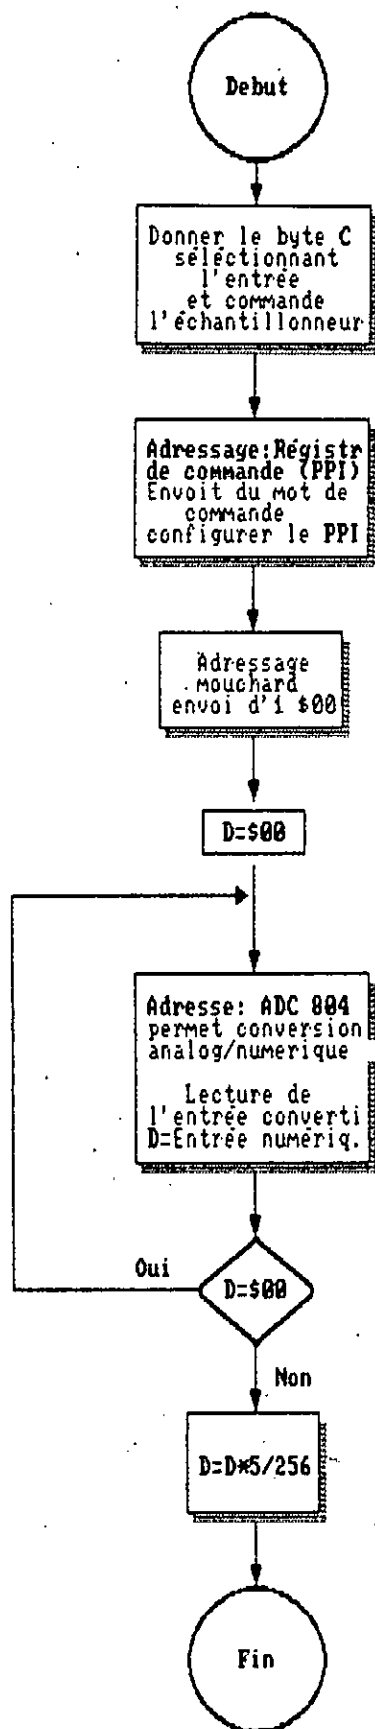 Debut
Donner le byte C
séléctionnant
l'entrée
et commande
l'échantillonneur
Adressage:Régistr
de commande (PPI)
Envoit du mot de
commande
configurer le PPI
Adressage
mouchard
envoi d'1 $00
D=$00
Adresse: ADC 804
permet conversion
analog/numerique
Lecture de
l'entrée converti
D=Entrée numériq.
Oui
D=$00
Non
D=D*5/256
Fin